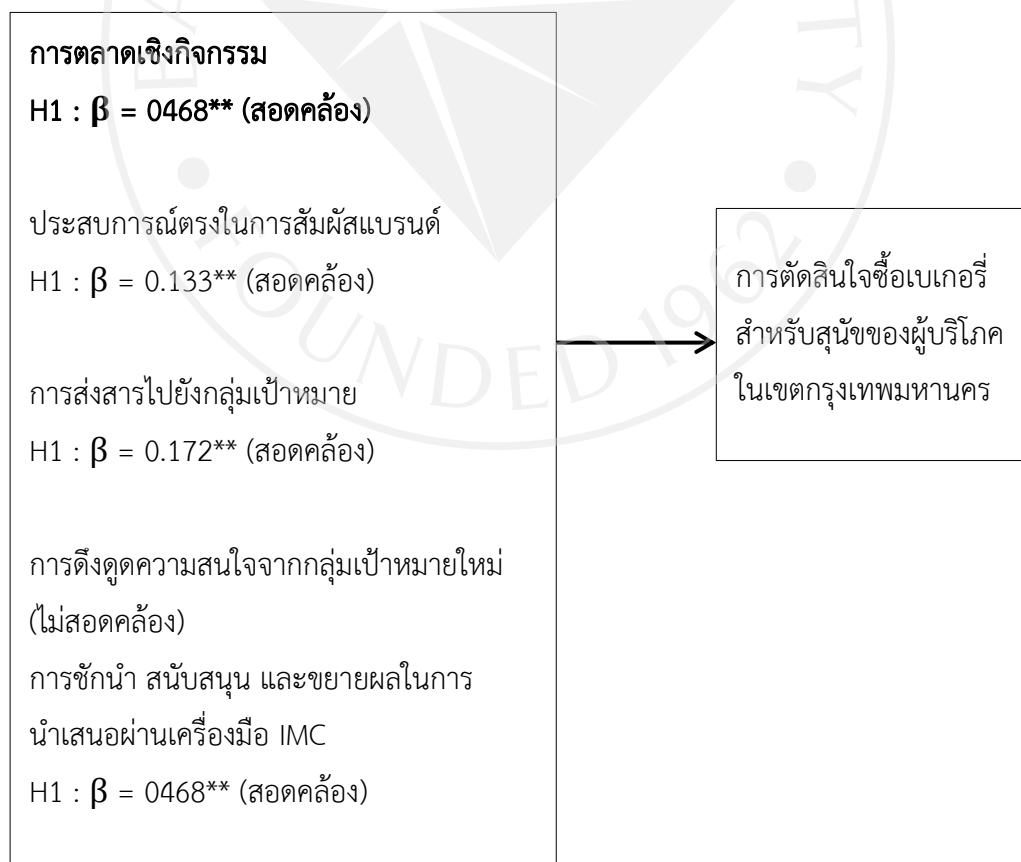 การตลาดเชิงกิจกรรม
H1 : β = 0468** (สอดคล้อง)
ประสบการณ์ตรงในการสัมผัสแบรนด์
H1 : β = 0.133** (สอดคล้อง)
การส่งสารไปยังกลุ่มเป้าหมาย
H1 : β = 0.172** (สอดคล้อง)
การดึงดูดความสนใจจากกลุ่มเป้าหมายใหม่
(ไม่สอดคล้อง)
การชักนำ สนับสนุน และขยายผลในการ
นำเสนอผ่านเครื่องมือ IMC
H1 : β = 0468** (สอดคล้อง)
การตัดสินใจซื้อเบเกอรี่
สำหรับสุนัขของผู้บริโภค
ในเขตกรุงเทพมหานคร
FOUNDED 1962